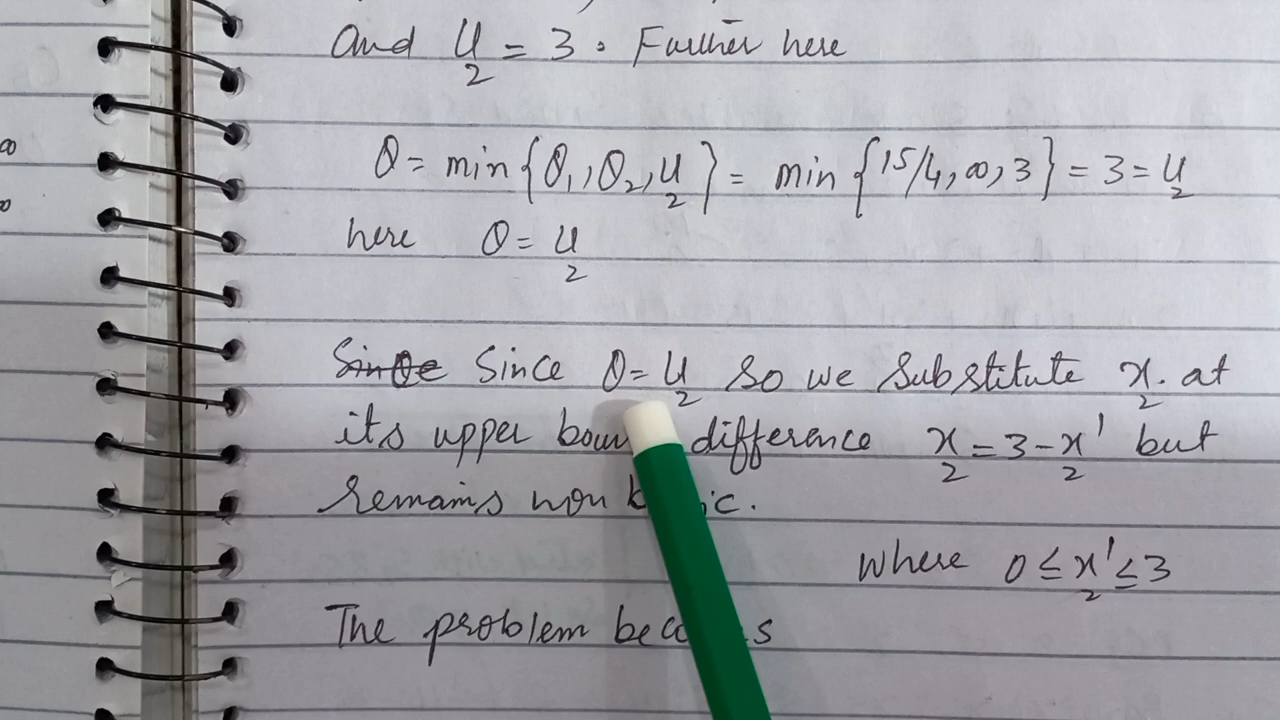 and u₂ = 3. Further here
∞
θ = min{θ₁, θ₂, u₂} = min{15/4, ∞, 3} = 3 = u₂
∞
here θ = u₂
Since θ = u₂ so we substitute x₂. at
its upper difference x₂ = 3 - x₂' but
remains non
where 0 ≤ x₂' ≤ 3
The problem